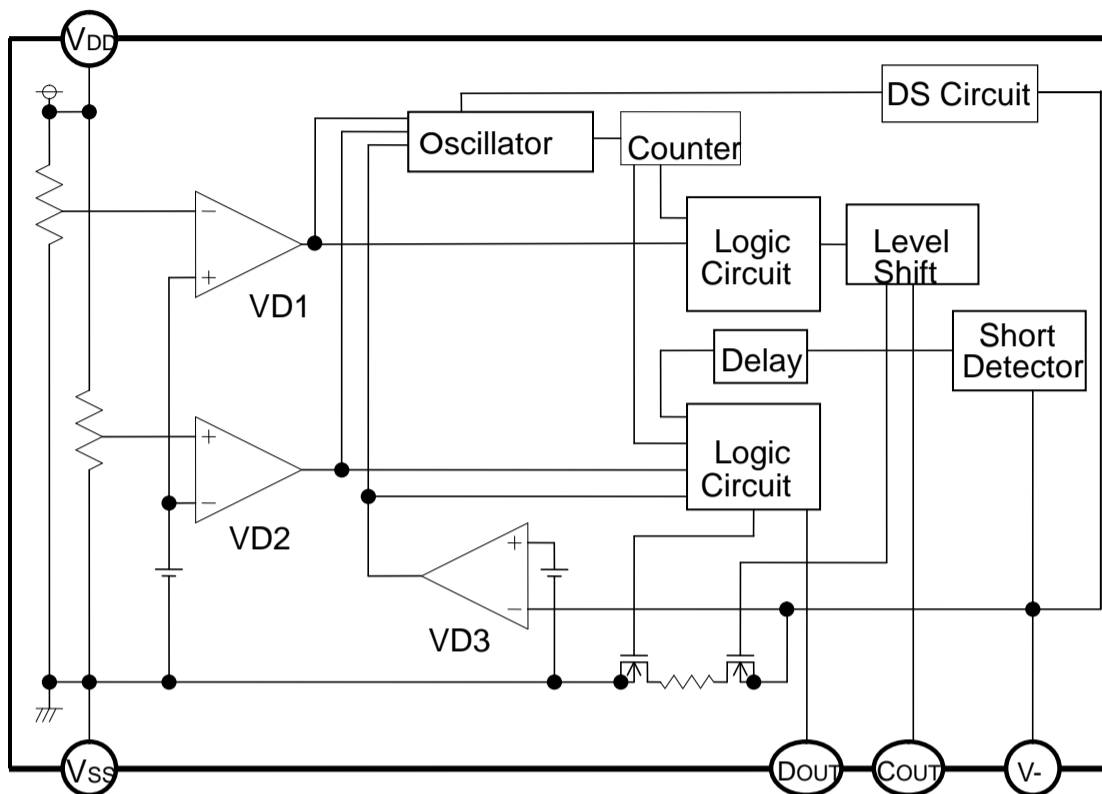 VDD
DS Circuit
Oscillator
Counter
Logic
Circuit
Level
Shift
−
+
VD1
Short
Detector
Delay
+
−
VD2
Logic
Circuit
+
−
VD3
VSS
DOUT
COUT
V-